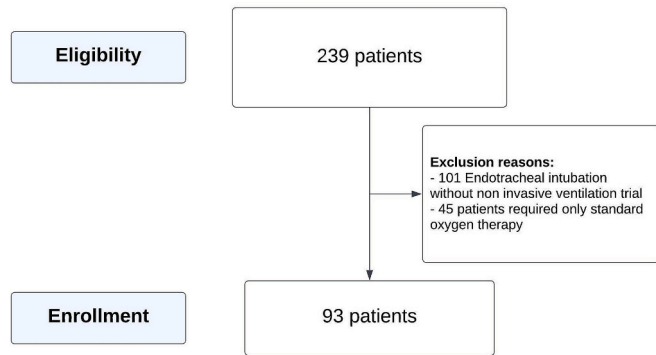 Eligibility
239 patients
Exclusion reasons:
- 101 Endotracheal intubation
without non invasive ventilation trial
- 45 patients required only standard
oxygen therapy
Enrollment
93 patients